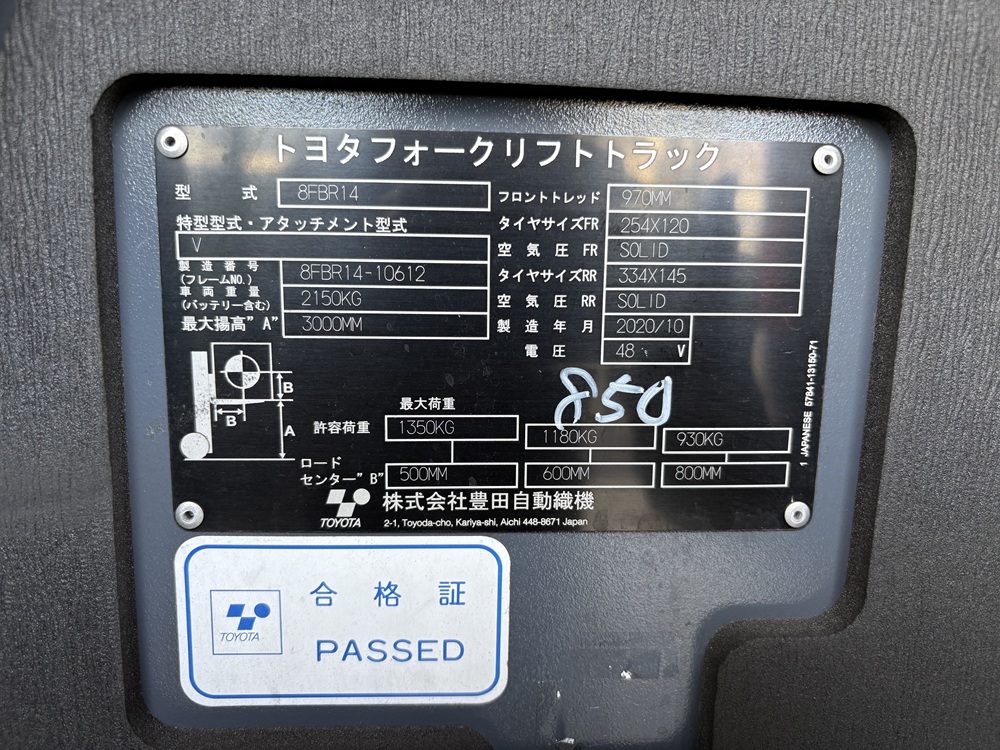 トヨタフォークリフトトラック
型 式 8FBR14
特型型式・アタッチメント型式
V
製造番号
(フレームNO.) 8FBR14-10612
車両重量
(バッテリー含む) 2150KG
最大揚高"A" 3000MM
フロントトレッド 970MM
タイヤサイズFR 254X120
空気圧 FR SOLID
タイヤサイズRR 334X145
空気圧 RR SOLID
製造年月 2020/10
電圧 48 V
850
B
B
A
最大荷重
許容荷重 1350KG 1180KG 930KG
ロード
センター"B" 500MM 600MM 800MM
TOYOTA 株式会社豊田自動織機
2-1, Toyoda-cho, Kariya-shi, Aichi 448-8671 Japan
1 JAPANESE 57841-13150-71
TOYOTA
合格証
PASSED